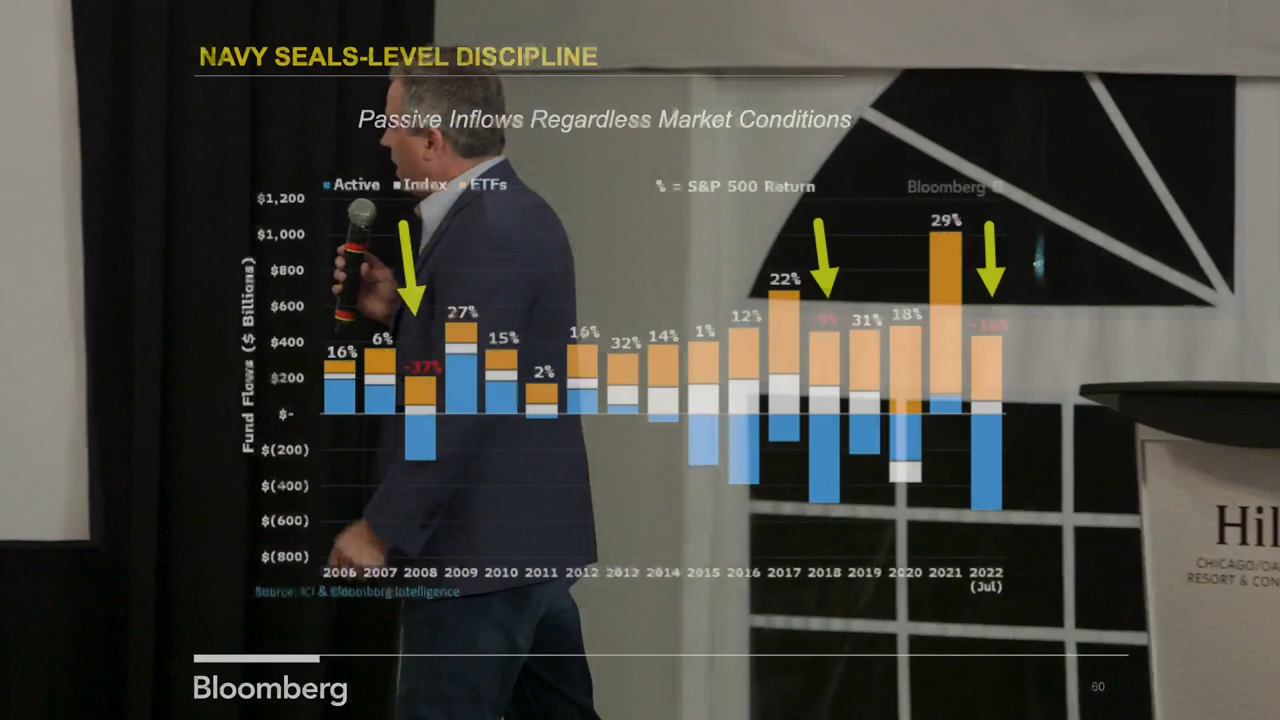 NAVY SEALS-LEVEL DISCIPLINE
Passive Inflows Regardless Market Conditions
Active Index ETFs
% = S&P 500 Return
Bloomberg
Fund Flows ($ Billions)
$1,200
$1,000
$800
$600
$400
$200
$-
$(200)
$(400)
$(600)
$(800)
16% 6% -37% 27% 15% 2% 16% 32% 14% 1% 12% 22% -5% 31% 18% 29% -16%
2006 2007 2008 2009 2010 2011 2012 2013 2014 2015 2016 2017 2018 2019 2020 2021 2022
(Jul)
Source: ICI & Bloomberg Intelligence
Bloomberg
60
Hil
CHICAGO/OA
RESORT & CON